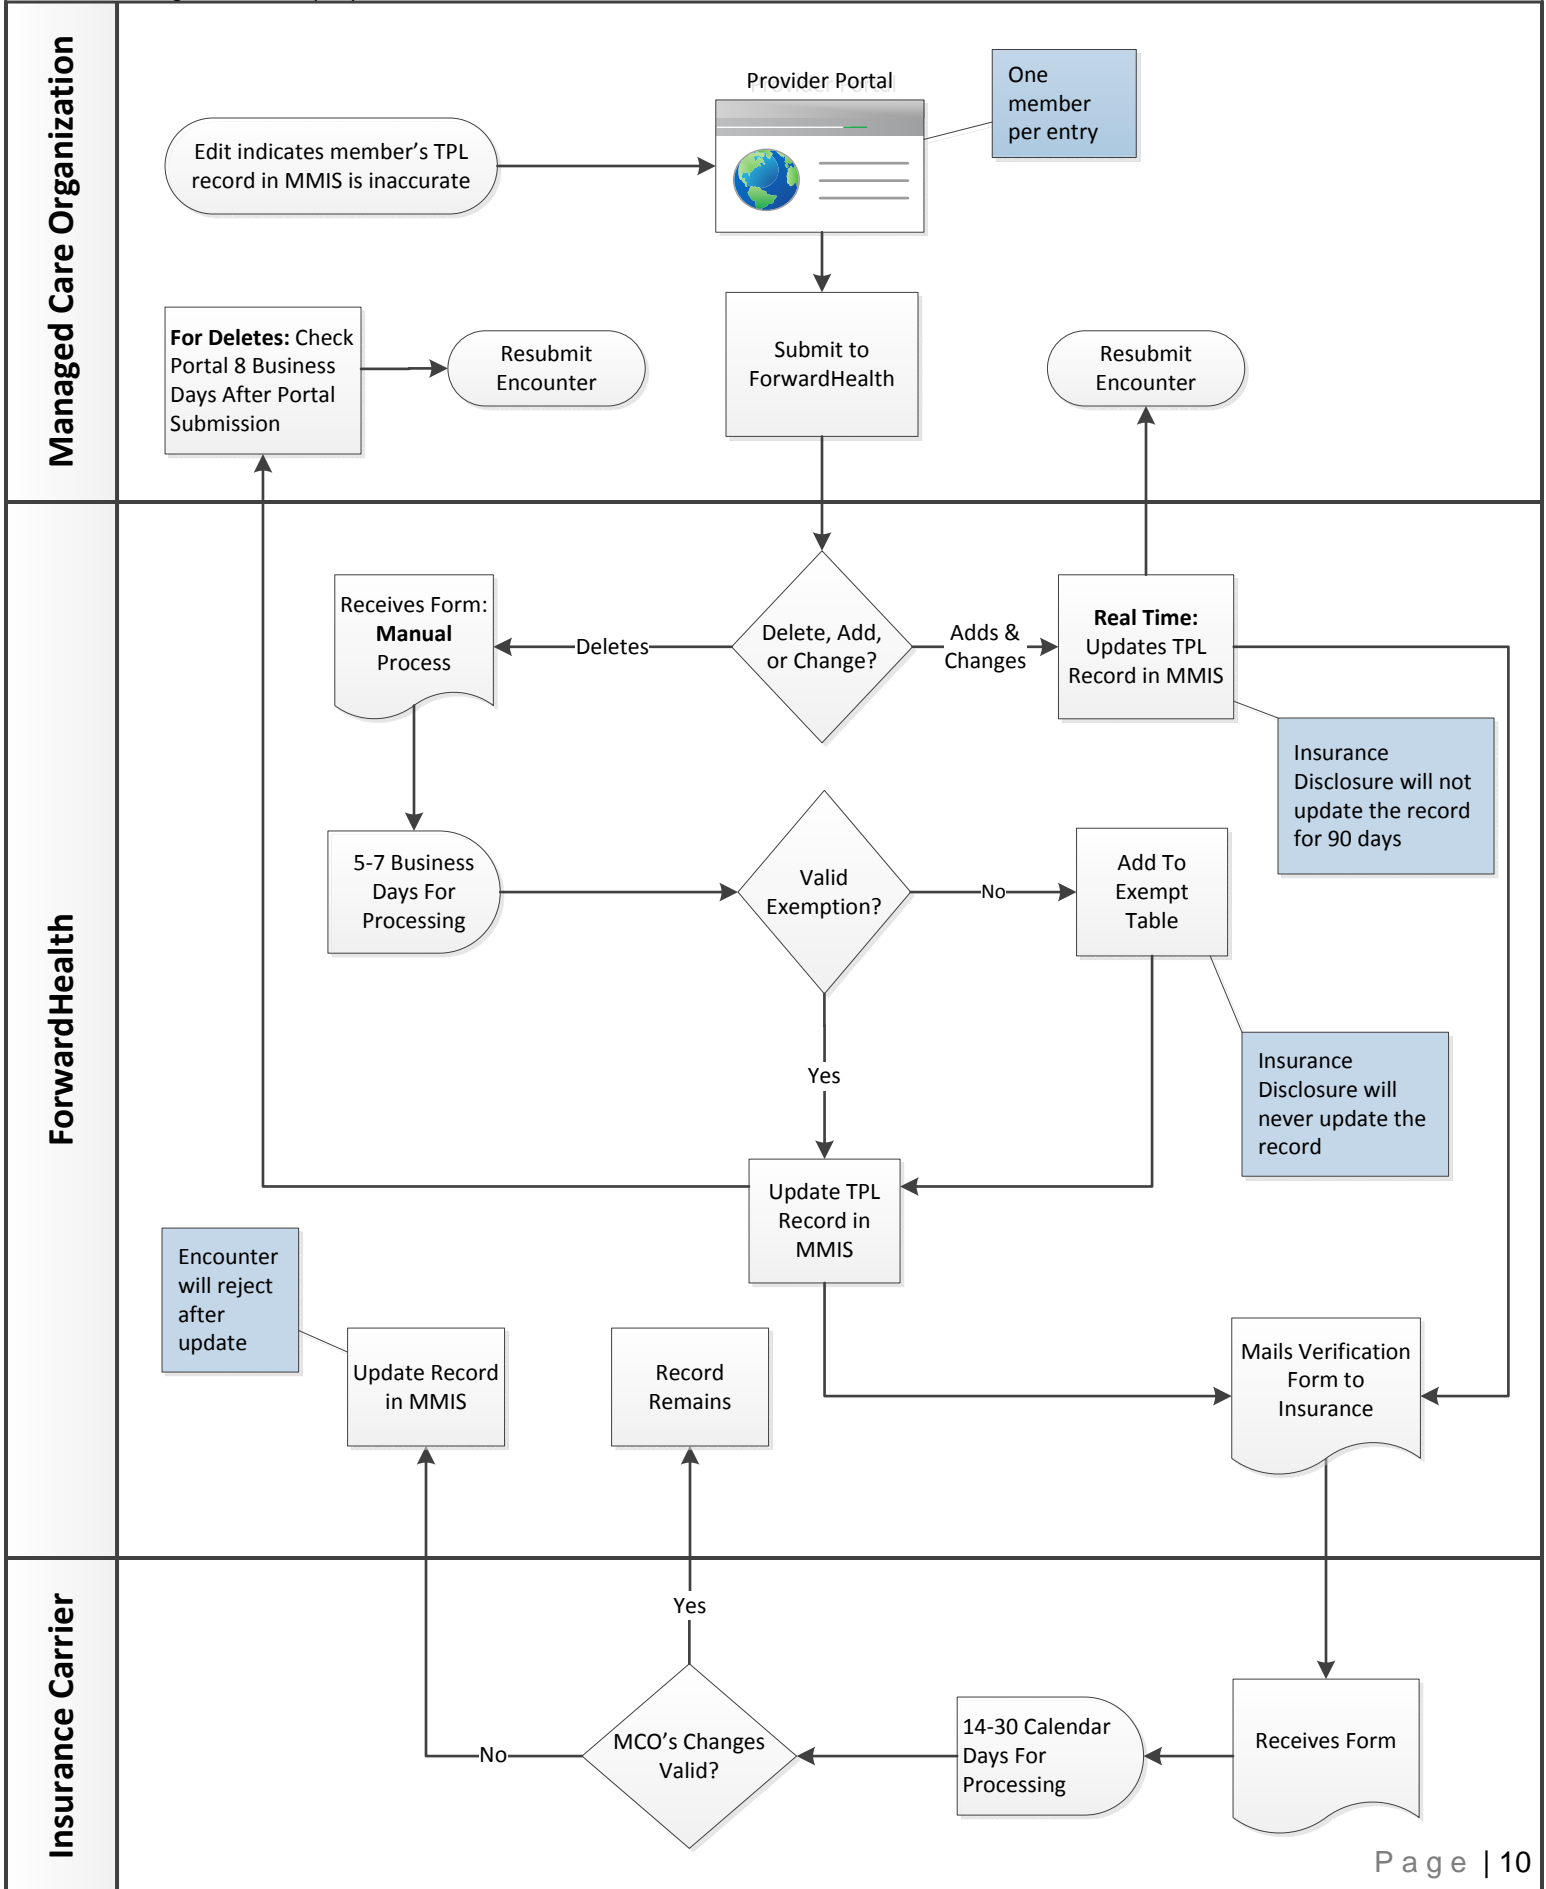 Managed Care Organization
Provider Portal
One
member
per entry
Edit indicates member's TPL
record in MMIS is inaccurate
For Deletes: Check
Portal 8 Business
Days After Portal
Submission
Resubmit
Encounter
Submit to
ForwardHealth
Resubmit
Encounter
ForwardHealth
Receives Form:
Manual
Process
Deletes
Delete, Add,
or Change?
Adds &
Changes
Real Time:
Updates TPL
Record in MMIS
Insurance
Disclosure will not
update the record
for 90 days
5-7 Business
Days For
Processing
Valid
Exemption?
No
Add To
Exempt
Table
Yes
Insurance
Disclosure will
never update the
record
Update TPL
Record in
MMIS
Encounter
will reject
after
update
Update Record
in MMIS
Record
Remains
Mails Verification
Form to
Insurance
Insurance Carrier
Yes
MCO's Changes
Valid?
No
14-30 Calendar
Days For
Processing
Receives Form
Page | 10